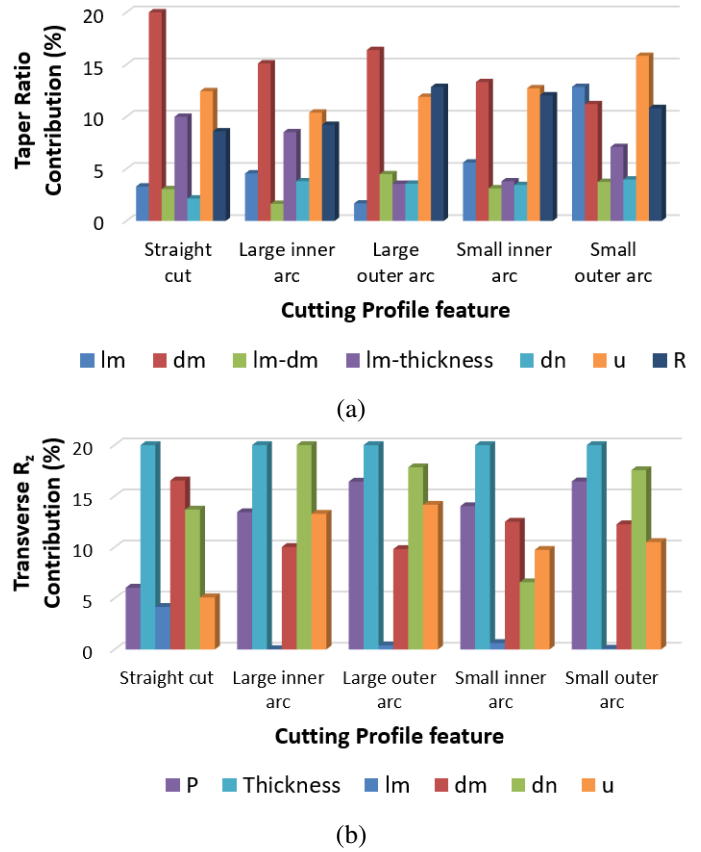 Taper Ratio
Contribution (%)
20
15
10
5
0
Straight cut
Large inner arc
Large outer arc
Small inner arc
Small outer arc
Cutting Profile feature
lm dm lm-dm lm-thickness dn u R
(a)
Transverse Rz
Contribution (%)
20
15
10
5
0
Straight cut
Large inner arc
Large outer arc
Small inner arc
Small outer arc
Cutting Profile feature
P Thickness lm dm dn u
(b)